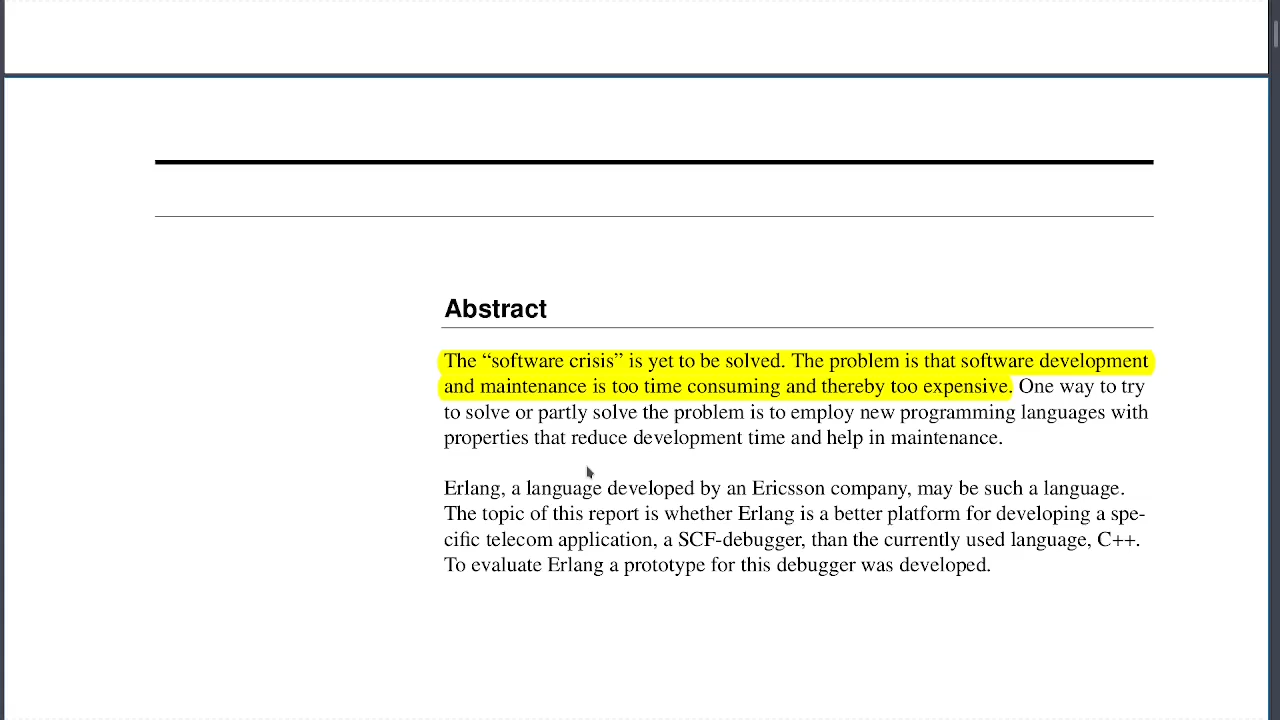 Abstract
The “software crisis” is yet to be solved. The problem is that software development
and maintenance is too time consuming and thereby too expensive. One way to try
to solve or partly solve the problem is to employ new programming languages with
properties that reduce development time and help in maintenance.
Erlang, a language developed by an Ericsson company, may be such a language.
The topic of this report is whether Erlang is a better platform for developing a spe-
cific telecom application, a SCF-debugger, than the currently used language, C++.
To evaluate Erlang a prototype for this debugger was developed.